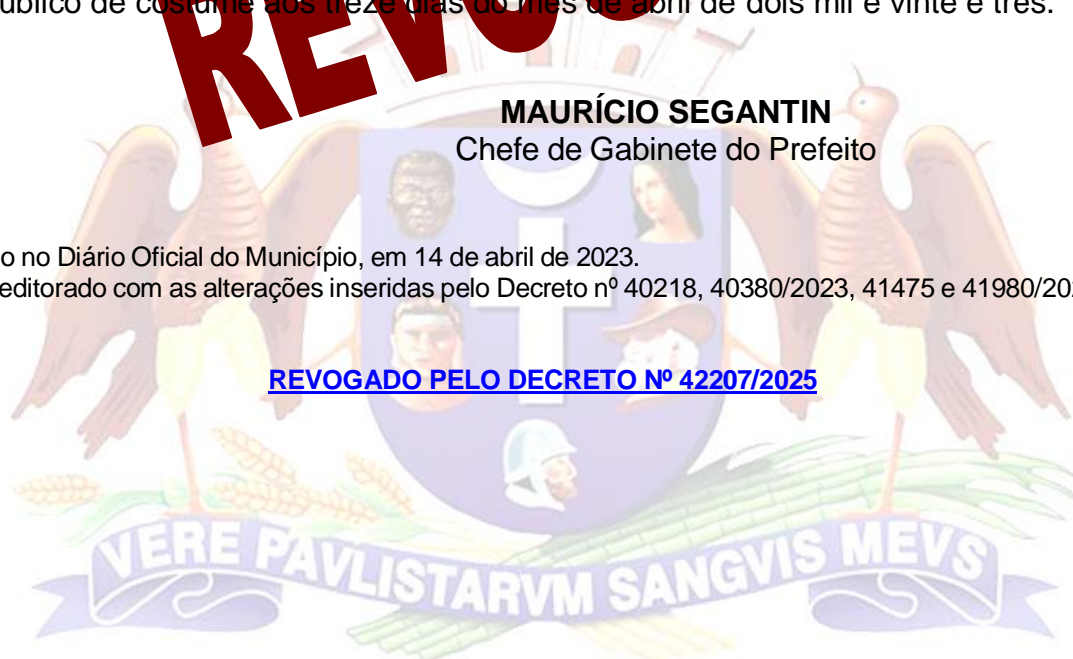 úblico de costume aos treze dias do mês de abril de dois mil e vinte e três.
REVO
MAURÍCIO SEGANTIN
Chefe de Gabinete do Prefeito
o no Diário Oficial do Município, em 14 de abril de 2023.
editorado com as alterações inseridas pelo Decreto nº 40218, 40380/2023, 41475 e 41980/20
REVOGADO PELO DECRETO Nº 42207/2025
VERE PAVLISTARVM SANGVIS MEVS